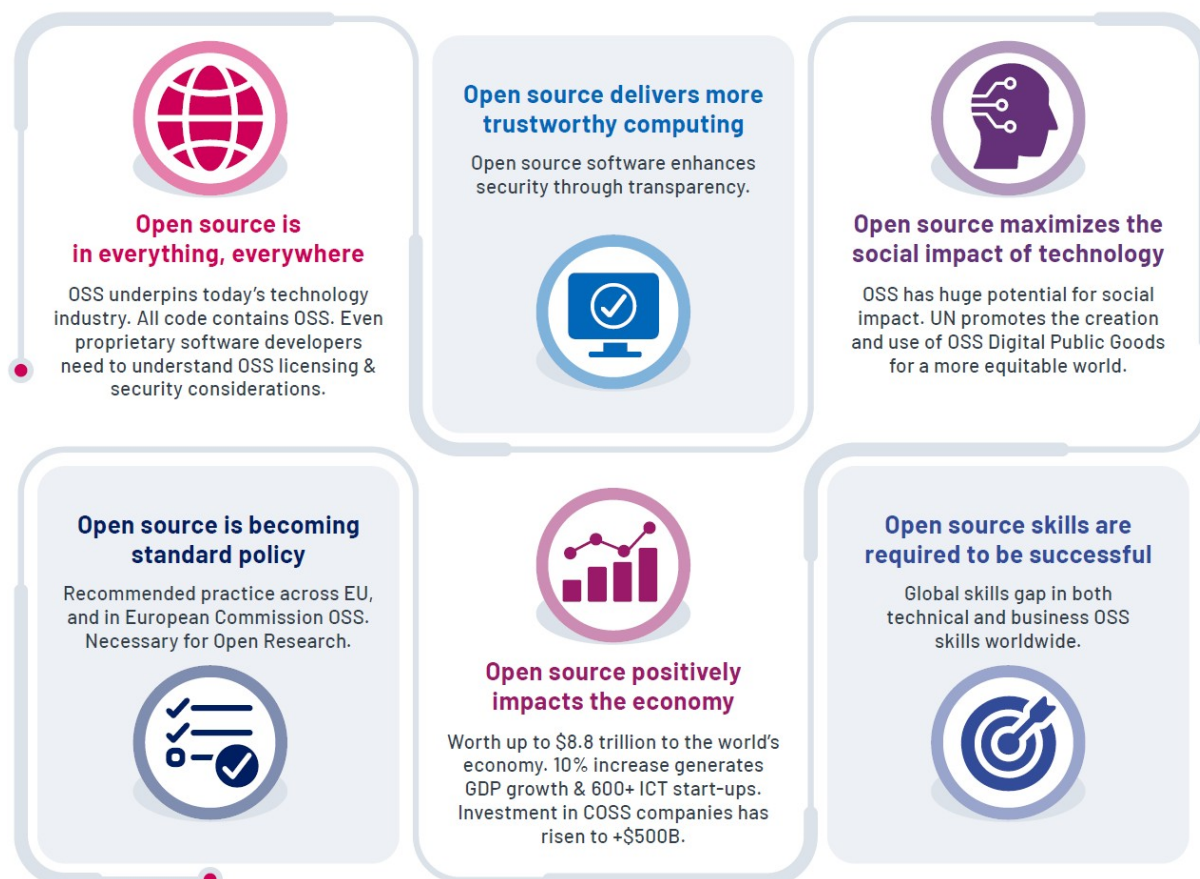 Open source is
in everything, everywhere
OSS underpins today's technology
industry. All code contains OSS. Even
proprietary software developers
need to understand OSS licensing &
security considerations.
Open source delivers more
trustworthy computing
Open source software enhances
security through transparency.
Open source maximizes the
social impact of technology
OSS has huge potential for social
impact. UN promotes the creation
and use of OSS Digital Public Goods
for a more equitable world.
Open source is becoming
standard policy
Recommended practice across EU,
and in European Commission OSS.
Necessary for Open Research.
Open source positively
impacts the economy
Worth up to $8.8 trillion to the world's
economy. 10% increase generates
GDP growth & 600+ ICT start-ups.
Investment in COSS companies has
risen to +$500B.
Open source skills are
required to be successful
Global skills gap in both
technical and business OSS
skills worldwide.